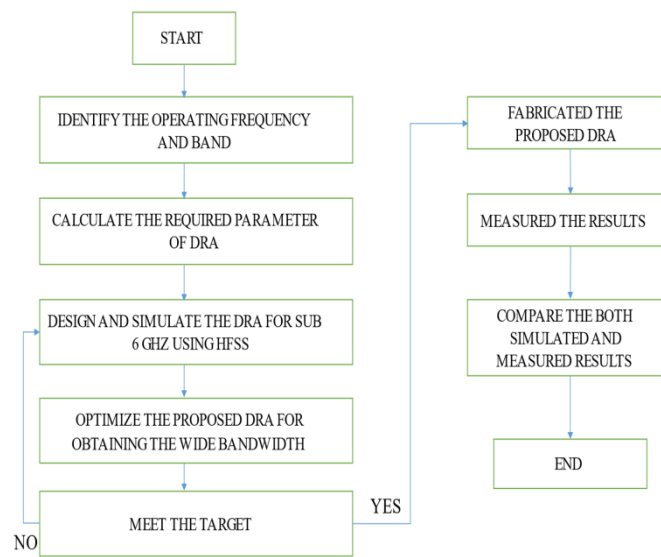 START
IDENTIFY THE OPERATING FREQUENCY
AND BAND
CALCULATE THE REQUIRED PARAMETER
OF DRA
DESIGN AND SIMULATE THE DRA FOR SUB
6 GHZ USING HFSS
OPTIMIZE THE PROPOSED DRA FOR
OBTAINING THE WIDE BANDWIDTH
MEET THE TARGET
NO
YES
FABRICATED THE
PROPOSED DRA
MEASURED THE RESULTS
COMPARE THE BOTH
SIMULATED AND
MEASURED RESULTS
END